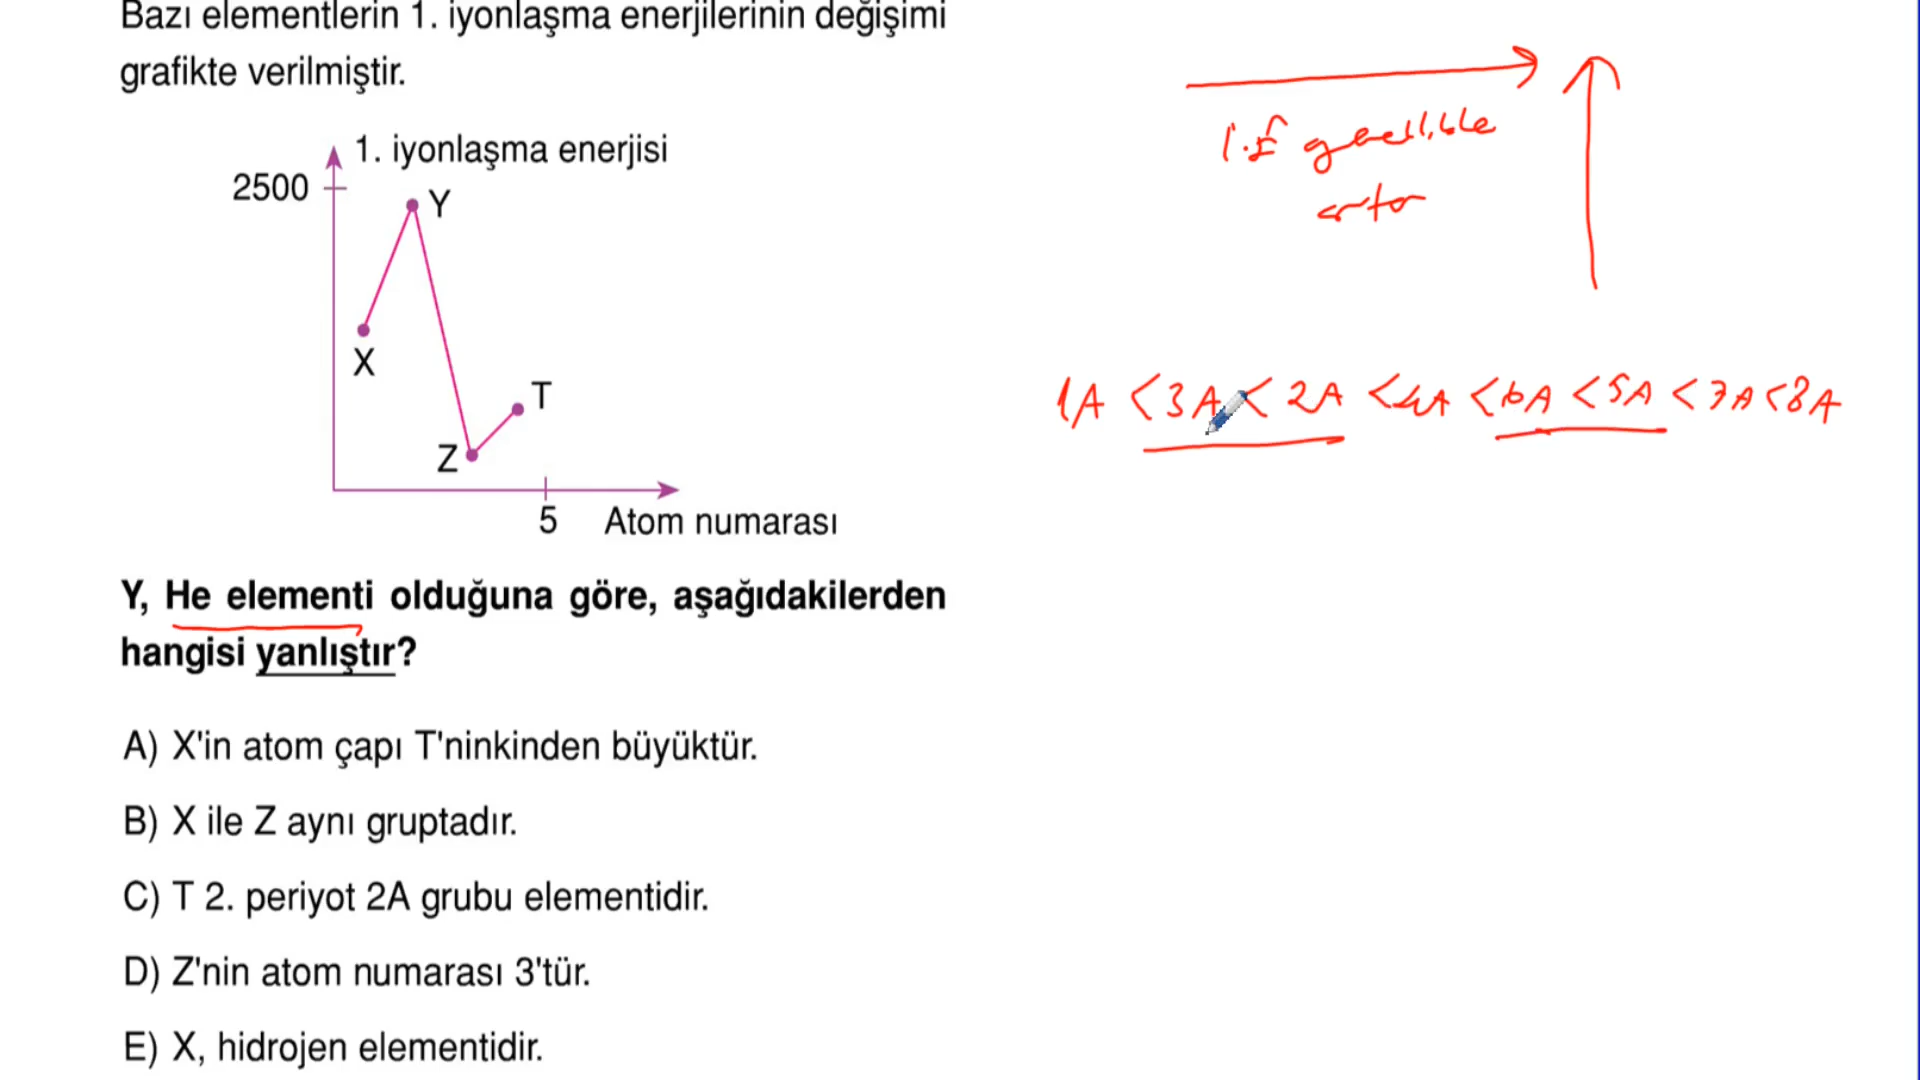 Bazı elementlerin 1. iyonlaşma enerjilerinin değişimi
grafikte verilmiştir.
1. iyonlaşma enerjisi
2500
Y
X
T
Z
5 Atom numarası
Y, He elementi olduğuna göre, aşağıdakilerden
hangisi yanlıştır?
A) X'in atom çapı T'ninkinden büyüktür.
B) X ile Z aynı gruptadır.
C) T 2. periyot 2A grubu elementidir.
D) Z'nin atom numarası 3'tür.
E) X, hidrojen elementidir.
İ.E genellikle
artar
1A < 3A < 2A < 4A < 6A < 5A < 7A < 8A